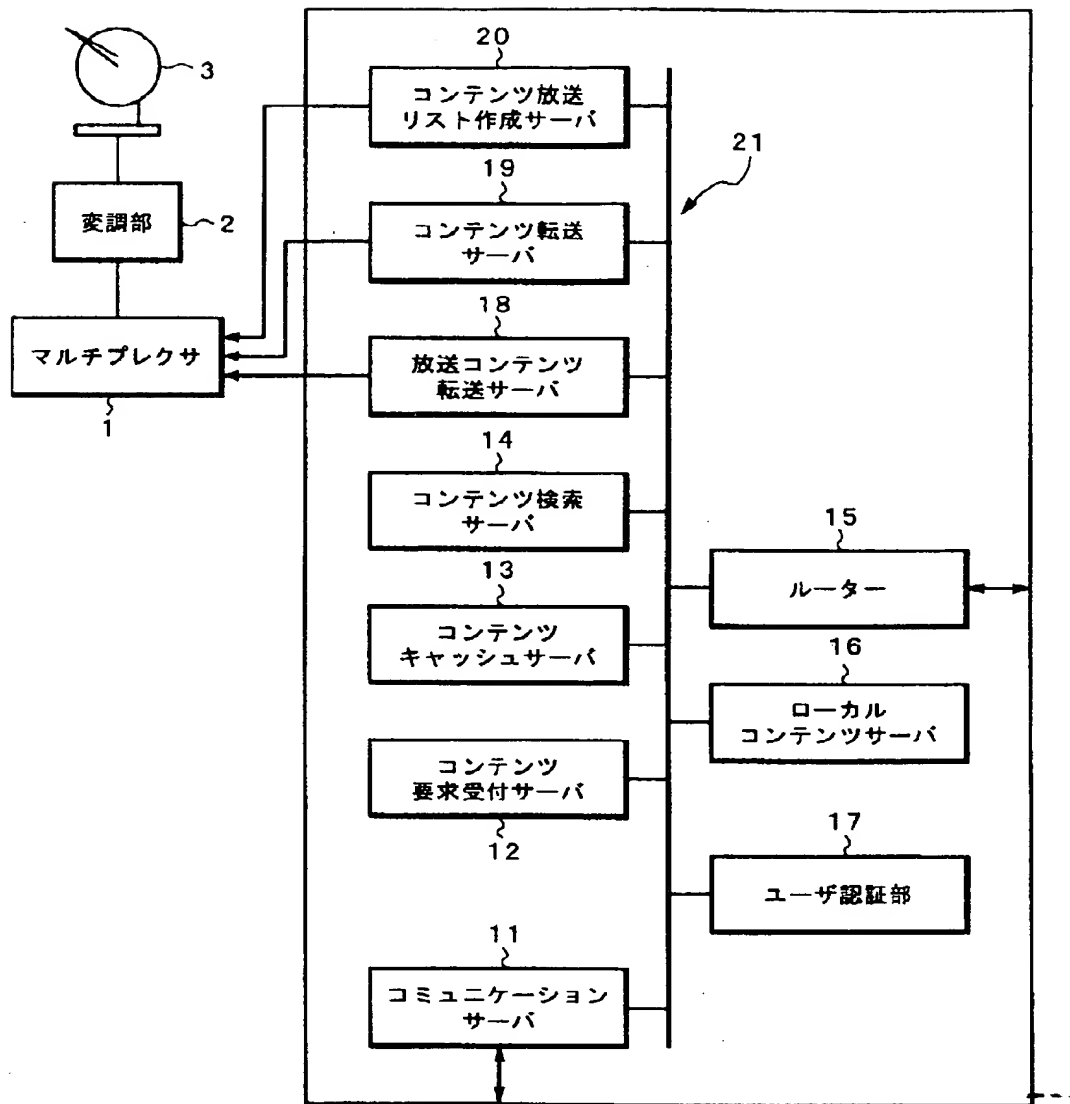 3
変調部
2
マルチプレクサ
1
20
コンテンツ放送
リスト作成サーバ
19
コンテンツ転送
サーバ
18
放送コンテンツ
転送サーバ
14
コンテンツ検索
サーバ
13
コンテンツ
キャッシュサーバ
コンテンツ
要求受付サーバ
12
11
コミュニケーション
サーバ
21
15
ルーター
16
ローカル
コンテンツサーバ
17
ユーザ認証部